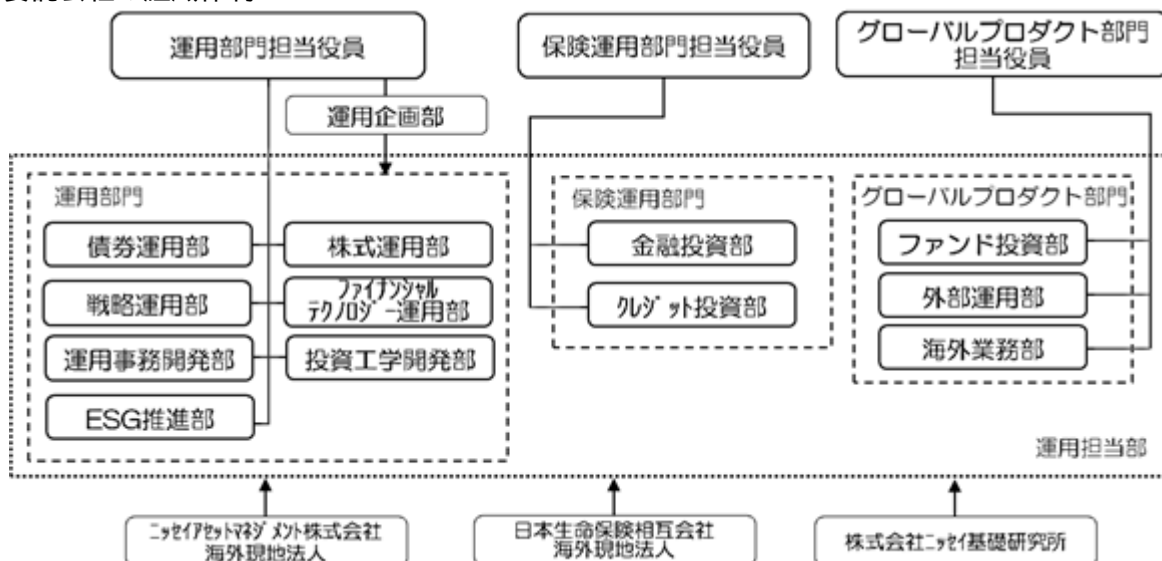 運用部門担当役員
保険運用部門担当役員
グローバルプロダクト部門
担当役員
運用企画部
運用部門
債券運用部
株式運用部
戦略運用部
ファイナンシャル
テクノロジー運用部
運用事務開発部
投資工学開発部
ESG推進部
保険運用部門
金融投資部
クレジット投資部
グローバルプロダクト部門
ファンド投資部
外部運用部
海外業務部
運用担当部
ニッセイアセットマネジメント株式会社
海外現地法人
日本生命保険相互会社
海外現地法人
株式会社ニッセイ基礎研究所